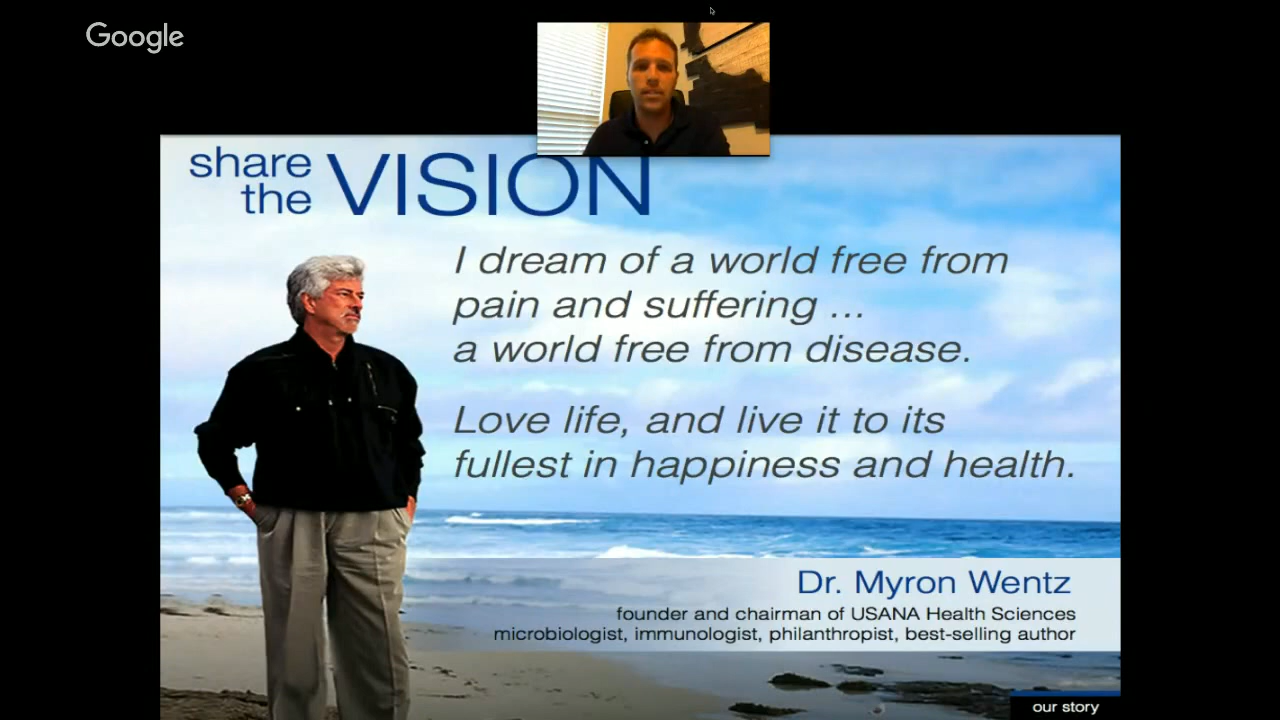 Google
share
the VISION
I dream of a world free from
pain and suffering ...
a world free from disease.
Love life, and live it to its
fullest in happiness and health.
Dr. Myron Wentz
founder and chairman of USANA Health Sciences
microbiologist, immunologist, philanthropist, best-selling author
our story